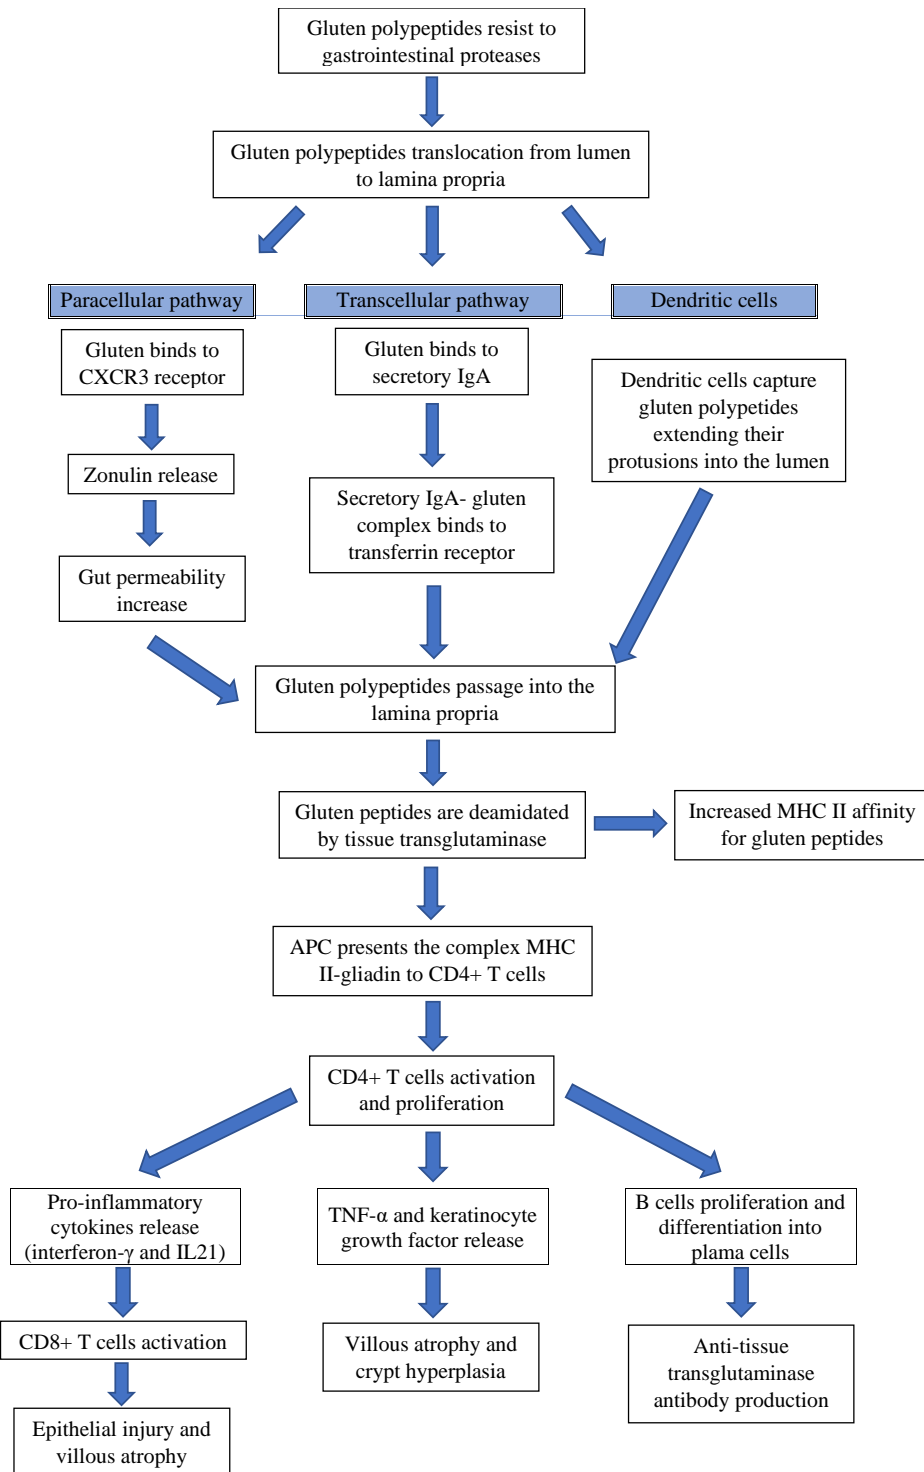 Gluten polypeptides resist to
gastrointestinal proteases
Gluten polypeptides translocation from lumen
to lamina propria
Paracellular pathway
Transcellular pathway
Dendritic cells
Gluten binds to
CXCR3 receptor
Gluten binds to
secretory IgA
Dendritic cells capture
gluten polypetides
extending their
protusions into the lumen
Zonulin release
Secretory IgA- gluten
complex binds to
transferrin receptor
Gut permeability
increase
Gluten polypeptides passage into the
lamina propria
Gluten peptides are deamidated
by tissue transglutaminase
Increased MHC II affinity
for gluten peptides
APC presents the complex MHC
II-gliadin to CD4+ T cells
CD4+ T cells activation
and proliferation
Pro-inflammatory
cytokines release
(interferon-γ and IL21)
TNF-α and keratinocyte
growth factor release
B cells proliferation and
differentiation into
plasma cells
CD8+ T cells activation
Villous atrophy and
crypt hyperplasia
Anti-tissue
transglutaminase
antibody production
Epithelial injury and
villous atrophy